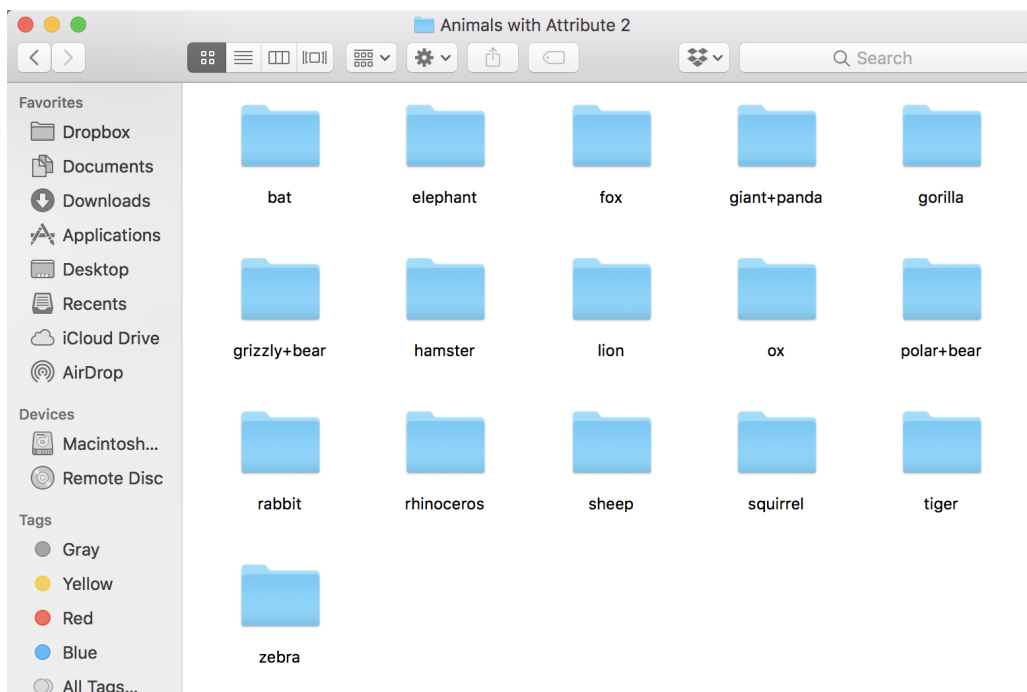 Animals with Attribute 2
Search
Favorites
Dropbox
Documents
Downloads
Applications
Desktop
Recents
iCloud Drive
AirDrop
Devices
Macintosh...
Remote Disc
Tags
Gray
Yellow
Red
Blue
All Tags...
bat elephant fox giant+panda gorilla
grizzly+bear hamster lion ox polar+bear
rabbit rhinoceros sheep squirrel tiger
zebra